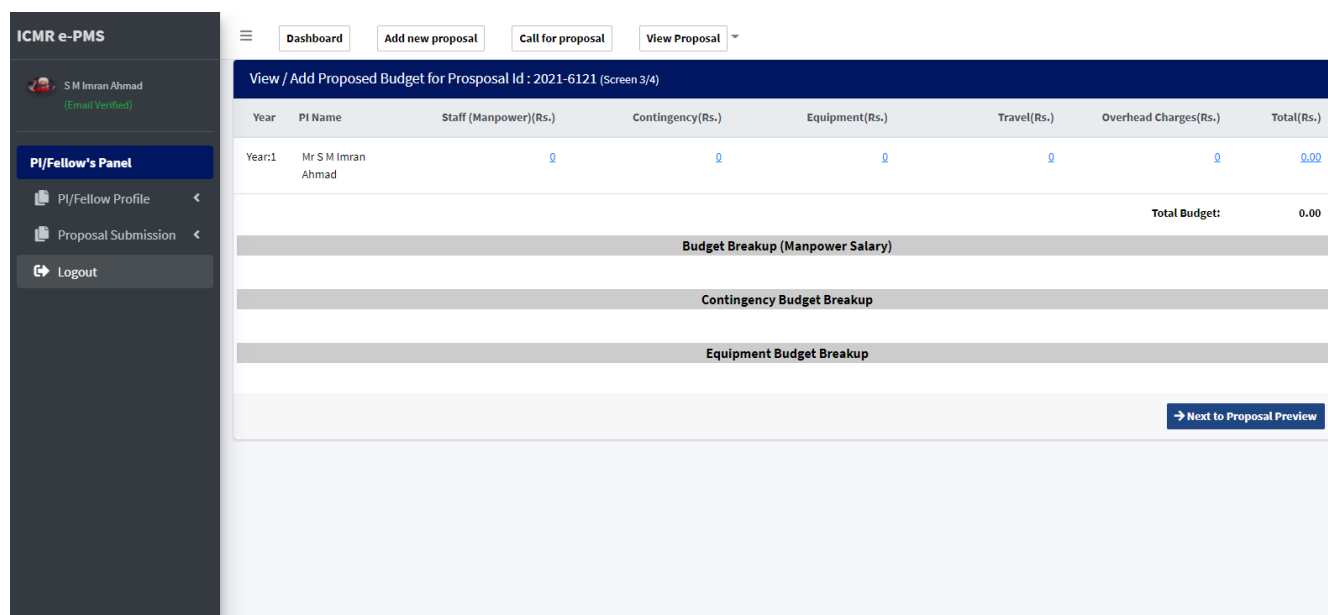 ICMR e-PMS
Dashboard Add new proposal Call for proposal View Proposal
S M Imran Ahmad
(Email Verified)
PI/Fellow's Panel
PI/Fellow Profile
Proposal Submission
Logout
View / Add Proposed Budget for Prosposal Id : 2021-6121 (Screen 3/4)
Year PI Name Staff (Manpower)(Rs.) Contingency(Rs.) Equipment(Rs.) Travel(Rs.) Overhead Charges(Rs.) Total(Rs.)
Year:1 Mr S M Imran 0 0 0 0 0 0.00
Ahmad
Total Budget: 0.00
Budget Breakup (Manpower Salary)
Contingency Budget Breakup
Equipment Budget Breakup
Next to Proposal Preview